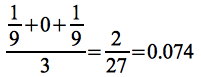 (1/9 + 0 + 1/9)/3 = 2/27 = 0.074